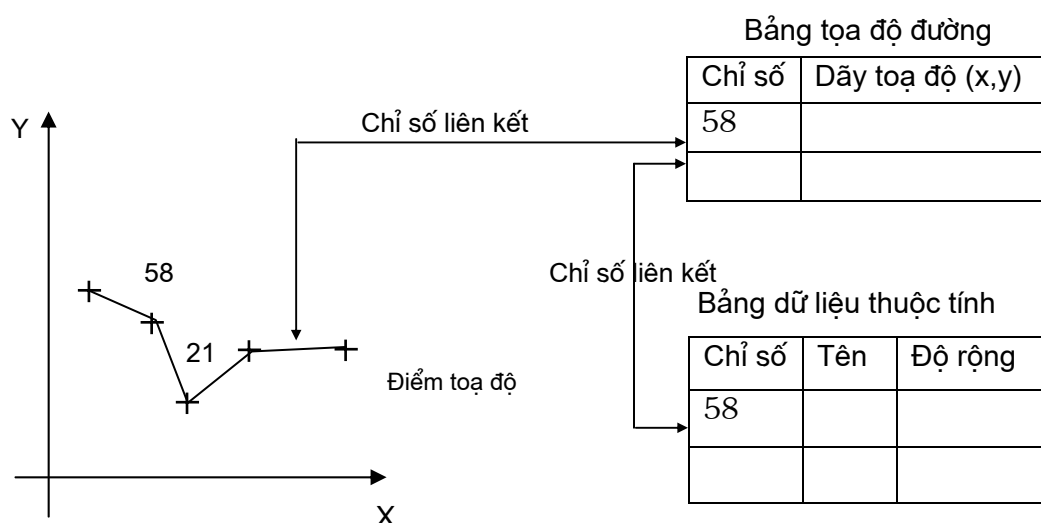 Bảng tọa độ đường
Chỉ số Dãy toạ độ (x,y)
58
Y
Chỉ số liên kết
58
21
Điểm toạ độ
X
Chỉ số liên kết
Bảng dữ liệu thuộc tính
Chỉ số Tên Độ rộng
58